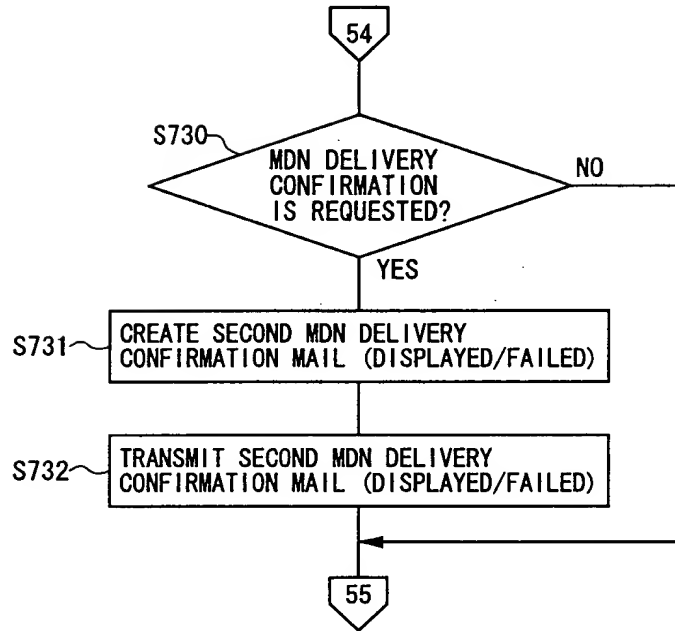 54
S730
MDN DELIVERY
CONFIRMATION
IS REQUESTED?
NO
YES
S731
CREATE SECOND MDN DELIVERY
CONFIRMATION MAIL (DISPLAYED/FAILED)
S732
TRANSMIT SECOND MDN DELIVERY
CONFIRMATION MAIL (DISPLAYED/FAILED)
55